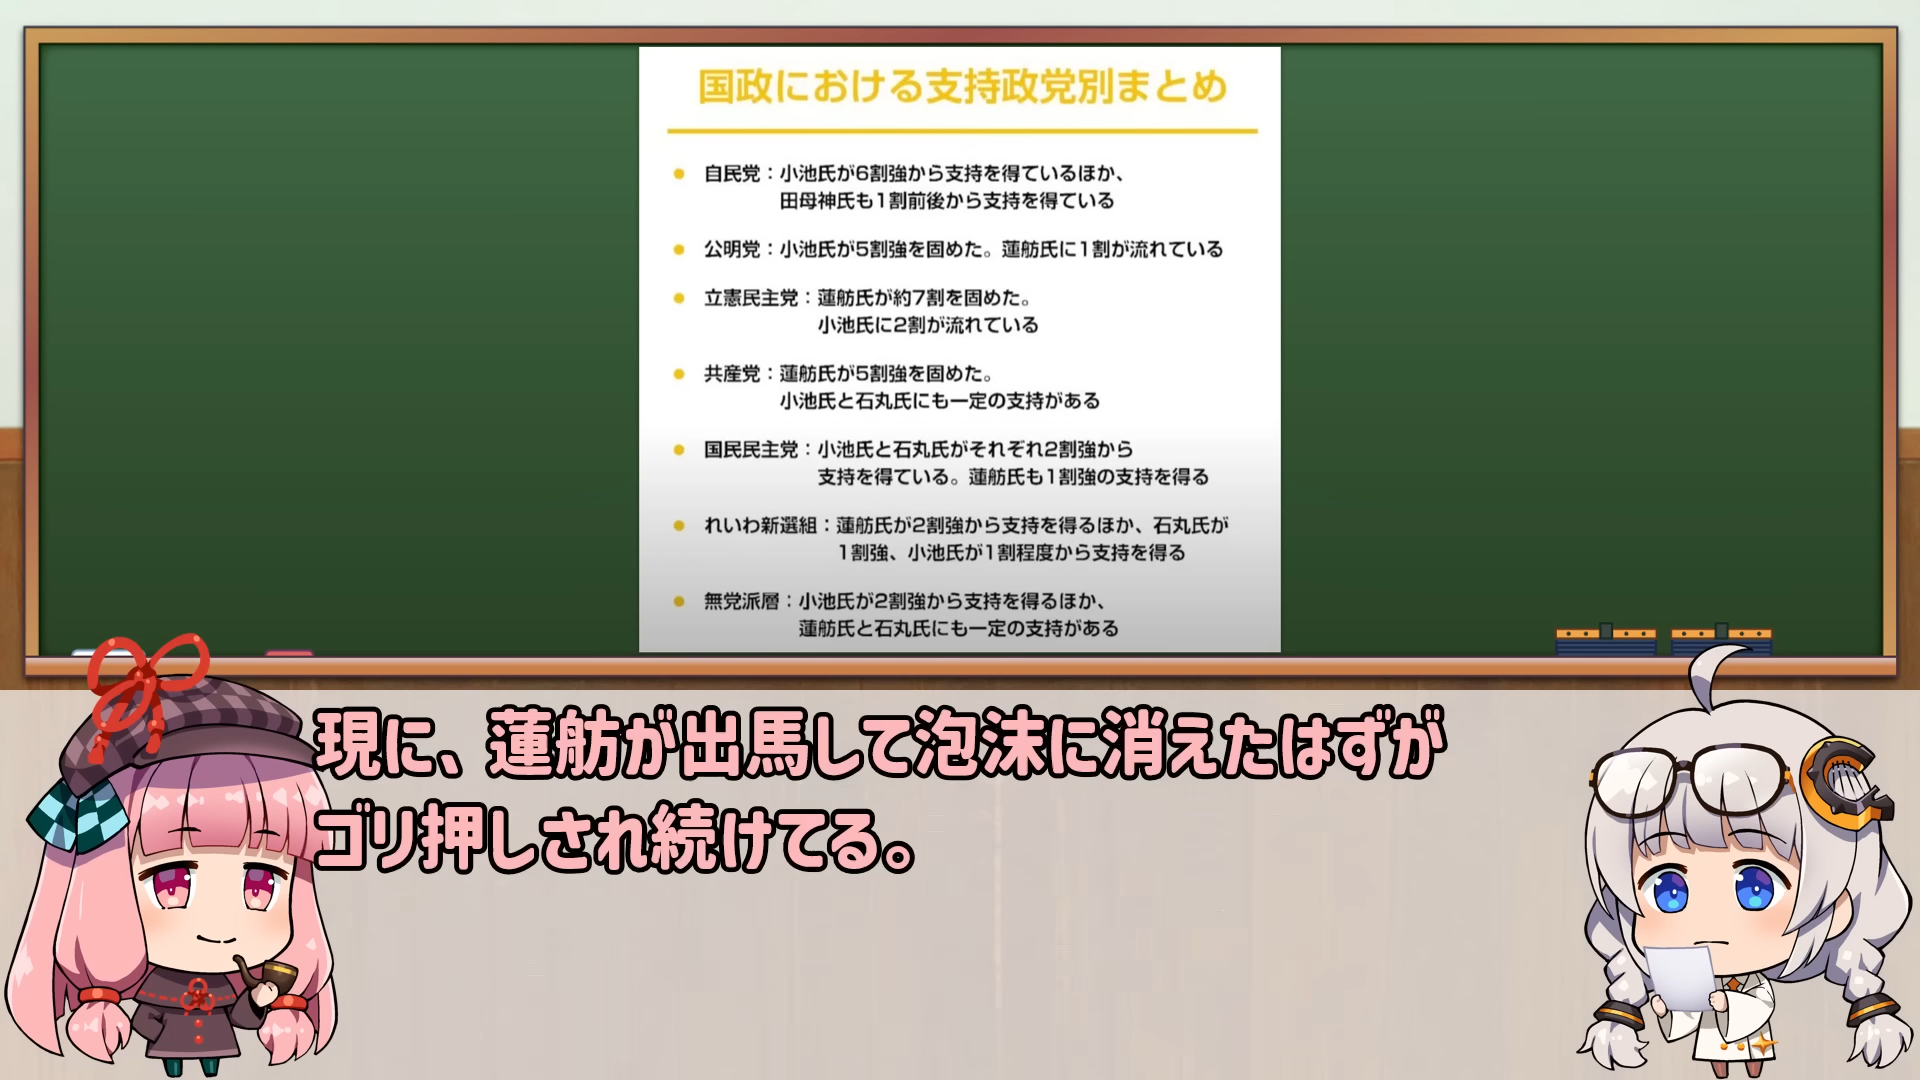 国政における支持政党別まとめ
● 自民党：小池氏が6割強から支持を得ているほか、
田母神氏も1割前後から支持を得ている
● 公明党：小池氏が5割強を固めた。蓮舫氏に1割が流れている
● 立憲民主党：蓮舫氏が約7割を固めた。
小池氏に2割が流れている
● 共産党：蓮舫氏が5割強を固めた。
小池氏と石丸氏にも一定の支持がある
● 国民民主党：小池氏と石丸氏がそれぞれ2割強から
支持を得ている。蓮舫氏も1割強の支持を得る
● れいわ新選組：蓮舫氏が2割強から支持を得るほか、石丸氏が
1割強、小池氏が1割程度から支持を得る
● 無党派層：小池氏が2割強から支持を得るほか、
蓮舫氏と石丸氏にも一定の支持がある
現に、蓮舫が出馬して泡沫に消えたはずが
ゴリ押しされ続けてる。